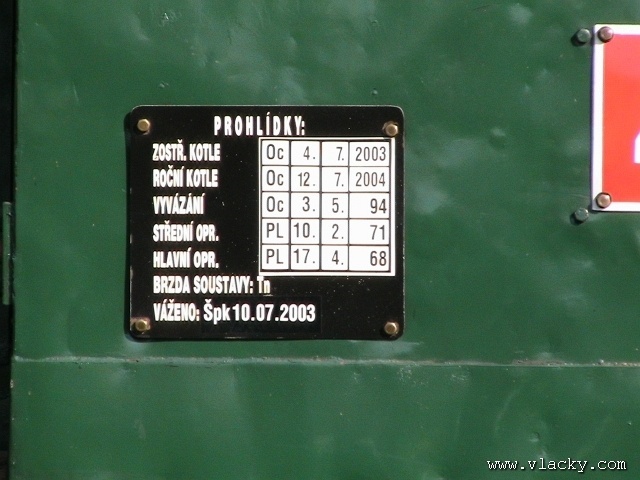 PROHLÍDKY:
ZOSTŘ. KOTLE Oc 4. 7. 2003
ROČNÍ KOTLE Oc 12. 7. 2004
VYVÁZÁNÍ Oc 3. 5. 94
STŘEDNÍ OPR. PL 10. 2. 71
HLAVNÍ OPR. PL 17. 4. 68
BRZDA SOUSTAVY: Tn
VÁŽENO: Špk 10.07.2003
www.vlacky.com